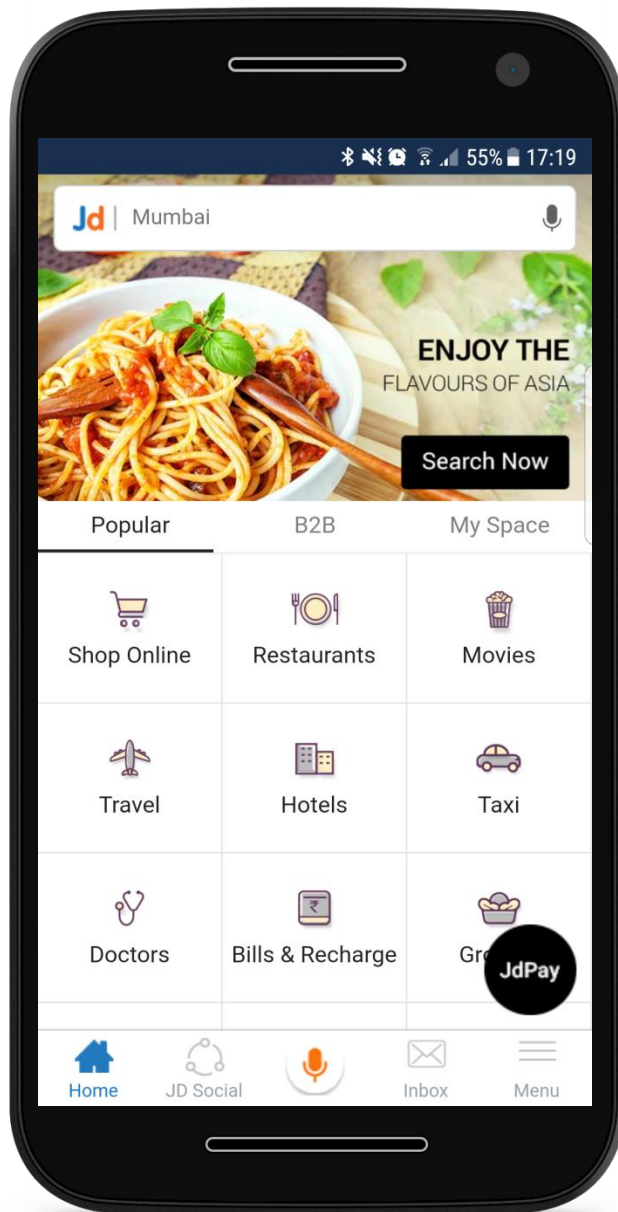 55% 17:19
Jd | Mumbai
ENJOY THE
FLAVOURS OF ASIA
Search Now
Popular B2B My Space
Shop Online Restaurants Movies
Travel Hotels Taxi
Doctors Bills & Recharge Gr
JdPay
Home JD Social Inbox Menu